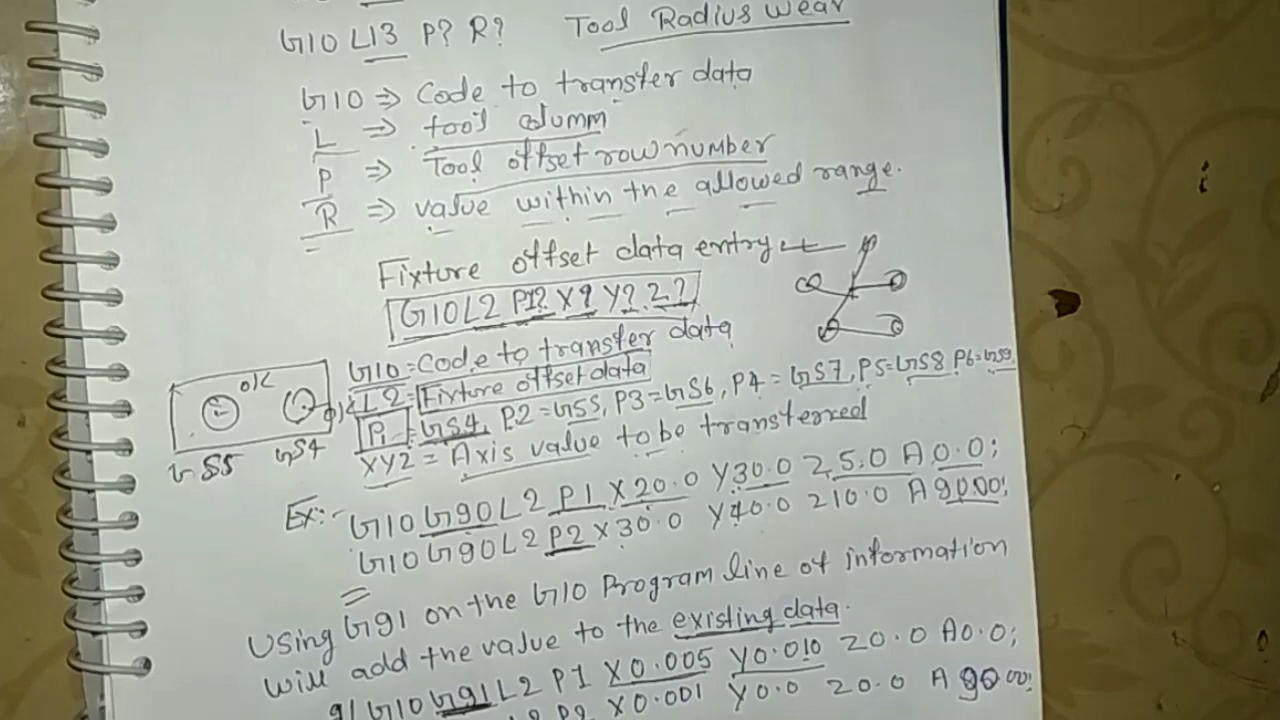 G10 L13 P? R? Tool Radius Wear
G10 ⇒ Code to transfer data
L ⇒ tool column
P ⇒ Tool offset row number
R ⇒ value within the allowed range.
Fixture offset data entry
G10L2 P1? X? Y? Z?
G10 = Code to transfer data
L2 = Fixture offset data
P1 = G54, P2 = G55, P3 = G56, P4 = G57, P5 = G58 P6 = G59
XYZ = Axis value to be transferred
OK
G55 G54
Ex:- G10 G90 L2 P1 X20.0 Y30.0 Z5.0 A0.0;
G10 G90L2 P2 X30.0 Y40.0 Z10.0 A90.00;
Using G91 on the G10 Program line of information
will add the value to the existing data.
G10 G91 L2 P1 X0.005 Y0.010 Z0.0 A0.0;
P2 X0.001 Y0.0 Z0.0 A90.00;